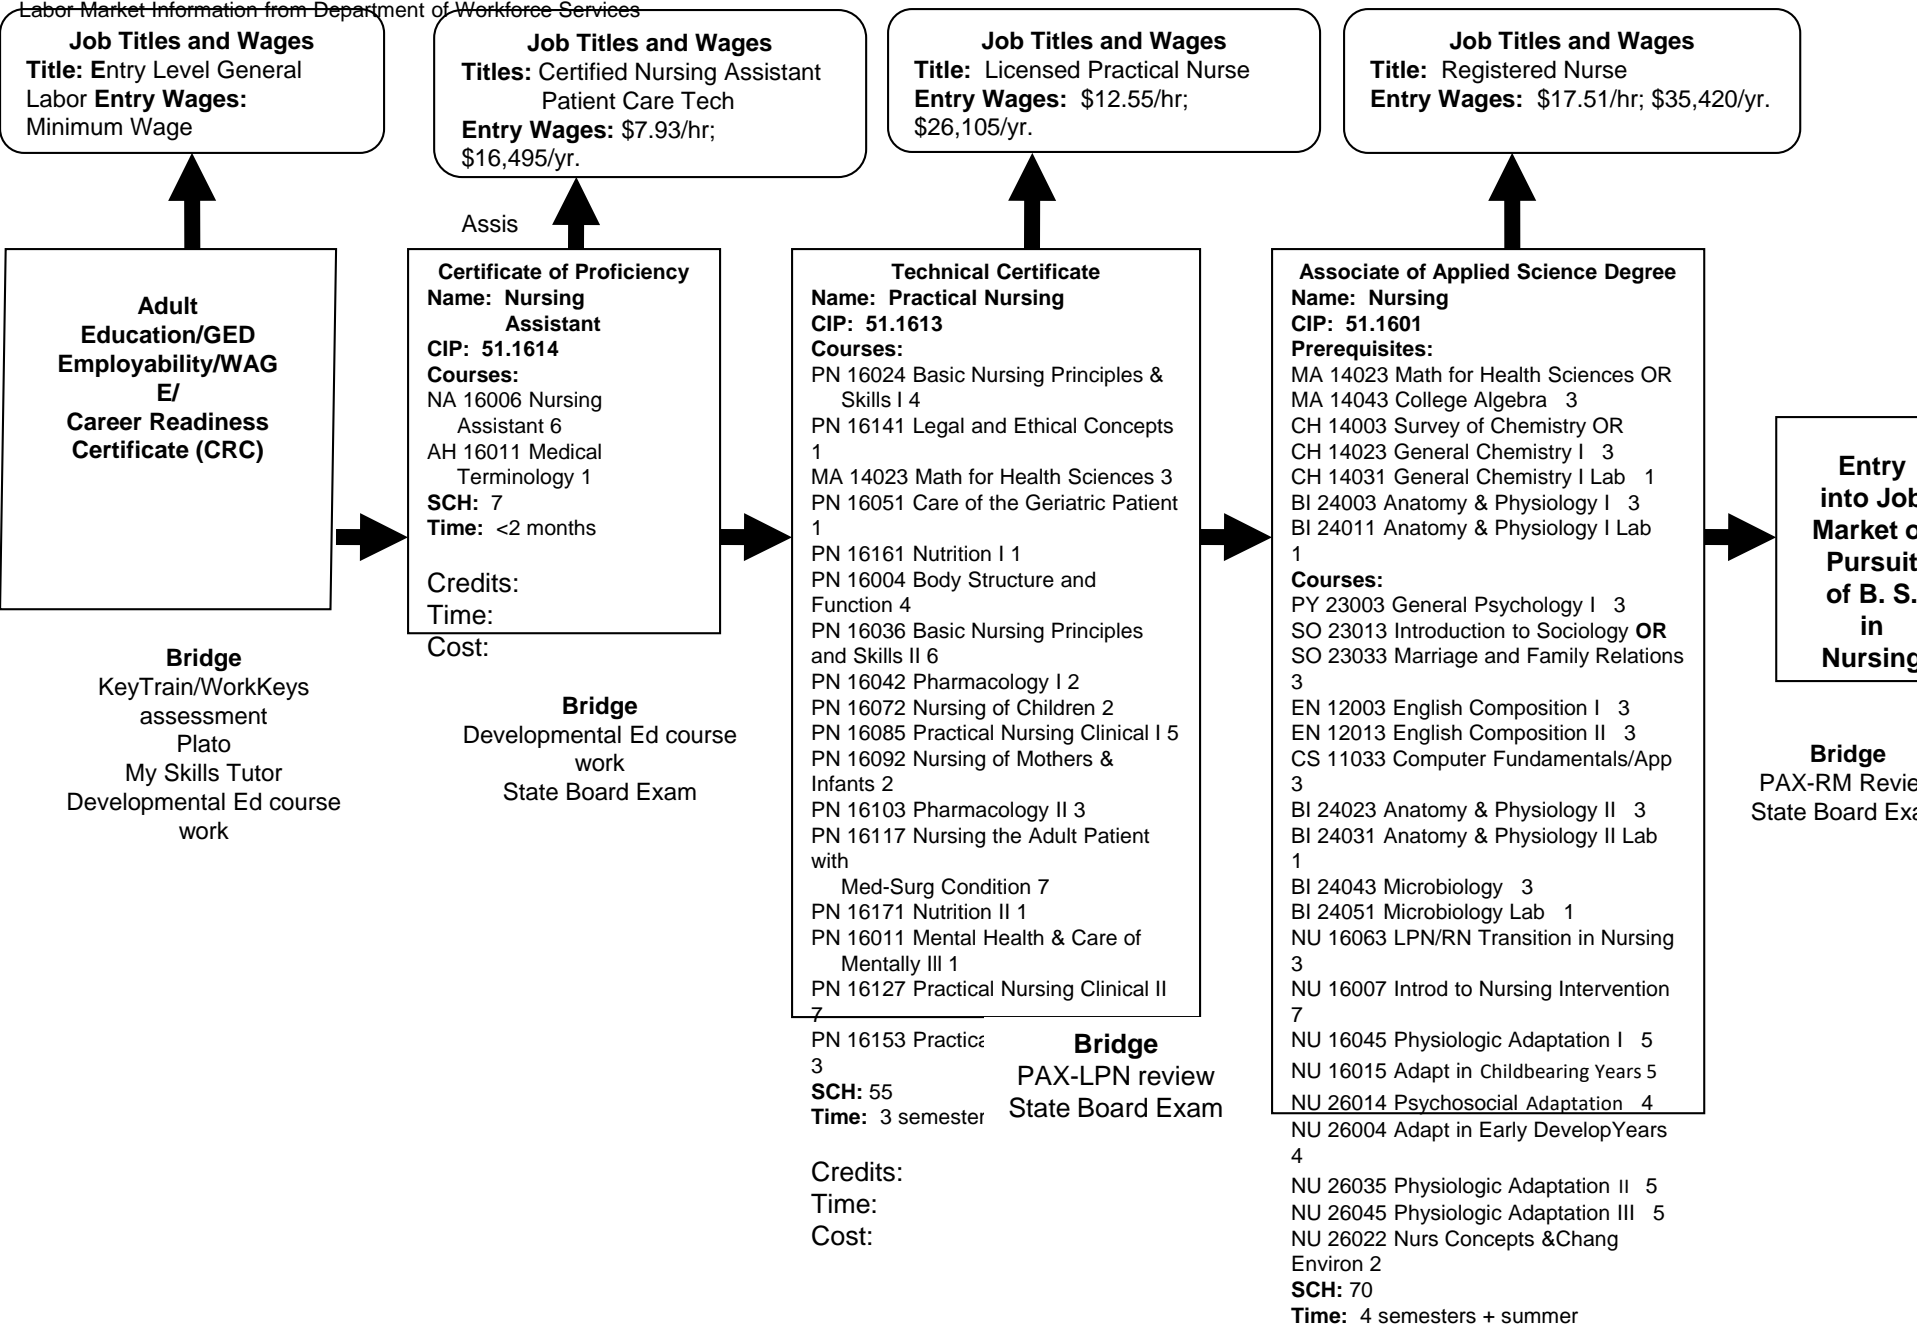 Labor Market Information from Department of Workforce Services
Job Titles and Wages
Title: Entry Level General
Labor Entry Wages:
Minimum Wage
Job Titles and Wages
Titles: Certified Nursing Assistant
Patient Care Tech
Entry Wages: $7.93/hr;
$16,495/yr.
Job Titles and Wages
Title: Licensed Practical Nurse
Entry Wages: $12.55/hr;
$26,105/yr.
Job Titles and Wages
Title: Registered Nurse
Entry Wages: $17.51/hr; $35,420/yr.
Assis
Adult
Education/GED
Employability/WAG
E/
Career Readiness
Certificate (CRC)
Bridge
KeyTrain/WorkKeys
assessment
Plato
My Skills Tutor
Developmental Ed course
work
Certificate of Proficiency
Name: Nursing
Assistant
CIP: 51.1614
Courses:
NA 16006 Nursing
Assistant 6
AH 16011 Medical
Terminology 1
SCH: 7
Time: <2 months
Credits:
Time:
Cost:
Bridge
Developmental Ed course
work
State Board Exam
Technical Certificate
Name: Practical Nursing
CIP: 51.1613
Courses:
PN 16024 Basic Nursing Principles &
Skills I 4
PN 16141 Legal and Ethical Concepts
1
MA 14023 Math for Health Sciences 3
PN 16051 Care of the Geriatric Patient
1
PN 16161 Nutrition I 1
PN 16004 Body Structure and
Function 4
PN 16036 Basic Nursing Principles
and Skills II 6
PN 16042 Pharmacology I 2
PN 16072 Nursing of Children 2
PN 16085 Practical Nursing Clinical I 5
PN 16092 Nursing of Mothers &
Infants 2
PN 16103 Pharmacology II 3
PN 16117 Nursing the Adult Patient
with
Med-Surg Condition 7
PN 16171 Nutrition II 1
PN 16011 Mental Health & Care of
Mentally Ill 1
PN 16127 Practical Nursing Clinical II
7
PN 16153 Practica
3
SCH: 55
Time: 3 semester
Credits:
Time:
Cost:
Bridge
PAX-LPN review
State Board Exam
Associate of Applied Science Degree
Name: Nursing
CIP: 51.1601
Prerequisites:
MA 14023 Math for Health Sciences OR
MA 14043 College Algebra 3
CH 14003 Survey of Chemistry OR
CH 14023 General Chemistry I 3
CH 14031 General Chemistry I Lab 1
BI 24003 Anatomy & Physiology I 3
BI 24011 Anatomy & Physiology I Lab
1
Courses:
PY 23003 General Psychology I 3
SO 23013 Introduction to Sociology OR
SO 23033 Marriage and Family Relations
3
EN 12003 English Composition I 3
EN 12013 English Composition II 3
CS 11033 Computer Fundamentals/App
3
BI 24023 Anatomy & Physiology II 3
BI 24031 Anatomy & Physiology II Lab
1
BI 24043 Microbiology 3
BI 24051 Microbiology Lab 1
NU 16063 LPN/RN Transition in Nursing
3
NU 16007 Introd to Nursing Intervention
7
NU 16045 Physiologic Adaptation I 5
NU 16015 Adapt in Childbearing Years 5
NU 26014 Psychosocial Adaptation 4
NU 26004 Adapt in Early DevelopYears
4
NU 26035 Physiologic Adaptation II 5
NU 26045 Physiologic Adaptation III 5
NU 26022 Nurs Concepts &Chang
Environ 2
SCH: 70
Time: 4 semesters + summer
Entry
into Job
Market o
Pursuit
of B. S.
in
Nursing
Bridge
PAX-RM Revie
State Board Exa